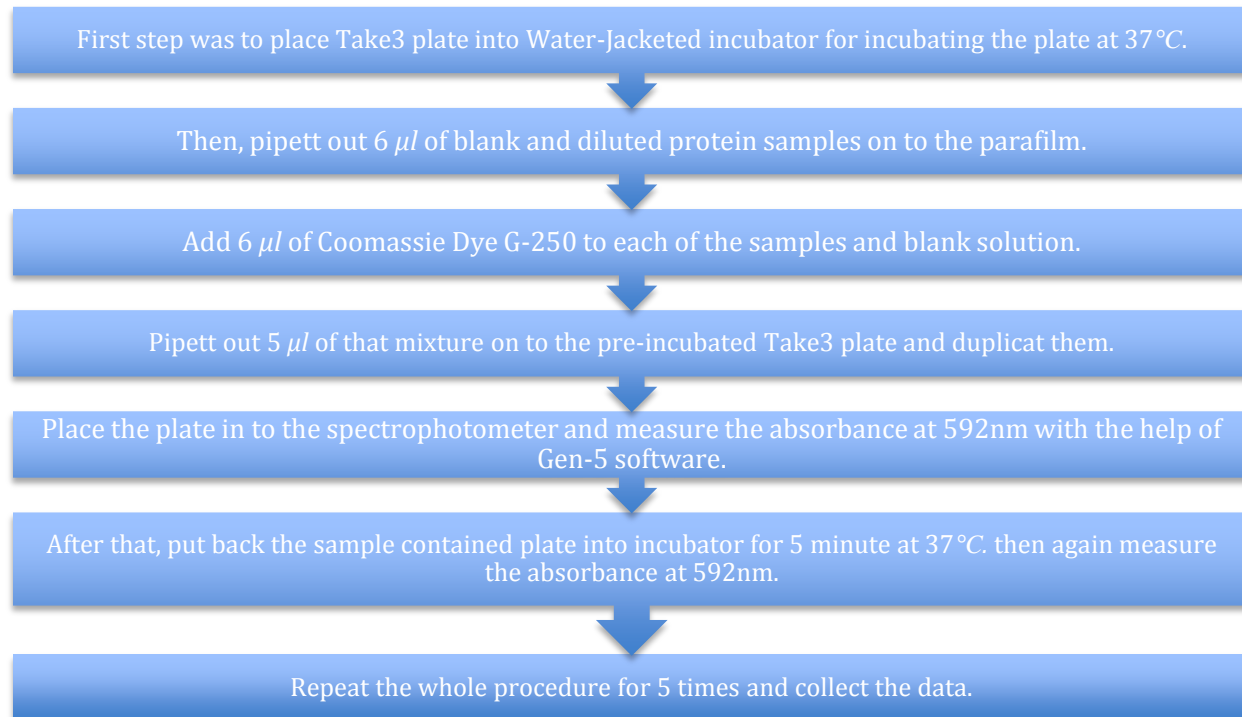 First step was to place Take3 plate into Water-Jacketed incubator for incubating the plate at 37°C.
Then, pipett out 6 µl of blank and diluted protein samples on to the parafilm.
Add 6 µl of Coomassie Dye G-250 to each of the samples and blank solution.
Pipett out 5 µl of that mixture on to the pre-incubated Take3 plate and duplicat them.
Place the plate in to the spectrophotometer and measure the absorbance at 592nm with the help of
Gen-5 software.
After that, put back the sample contained plate into incubator for 5 minute at 37°C. then again measure
the absorbance at 592nm.
Repeat the whole procedure for 5 times and collect the data.